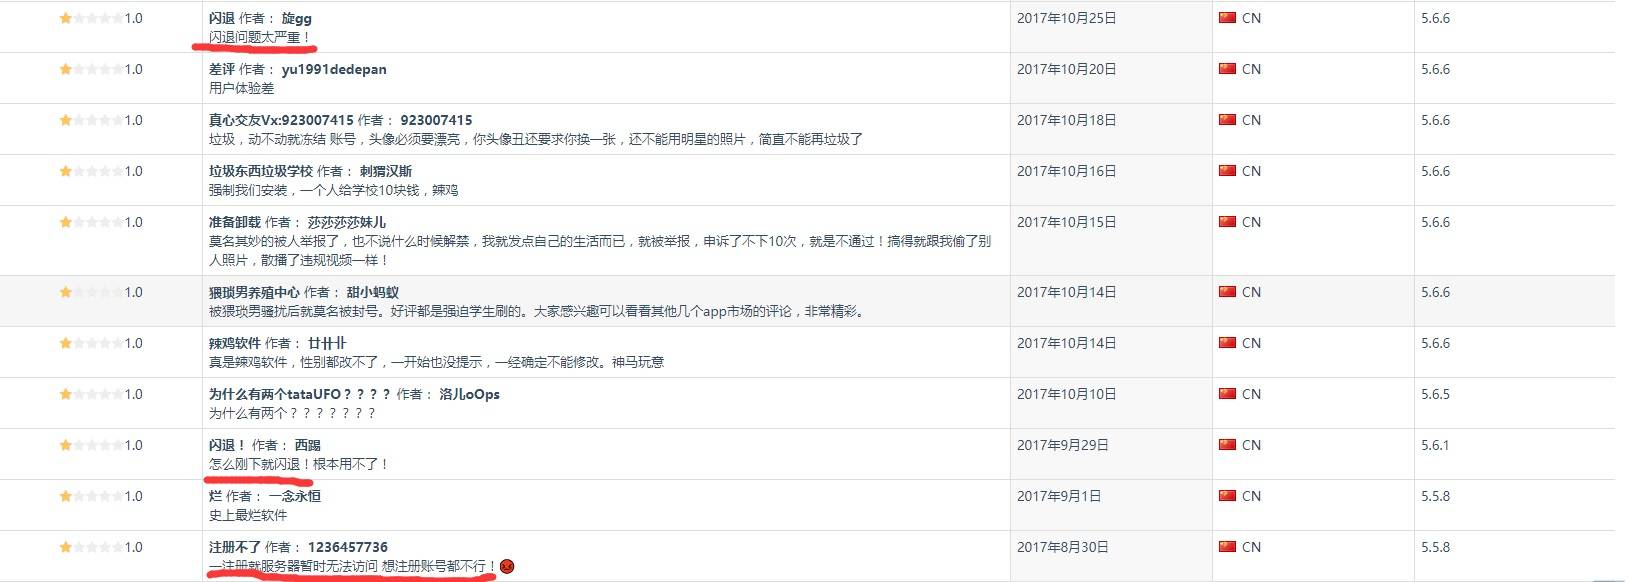 1.0 闪退 作者： 旋gg 2017年10月25日 CN 5.6.6
闪退问题太严重！
1.0 差评 作者： yu1991dedepan 2017年10月20日 CN 5.6.6
用户体验差
1.0 真心交友Vx:923007415 作者： 923007415 2017年10月18日 CN 5.6.6
垃圾，动不动就冻结 账号，头像必须要漂亮，你头像丑还要求你换一张，还不能用明星的照片，简直不能再垃圾了
1.0 垃圾东西垃圾学校 作者： 刺猬汉斯 2017年10月16日 CN 5.6.6
强制我们安装，一个人给学校10块钱，辣鸡
1.0 准备卸载 作者： 莎莎莎莎妹儿 2017年10月15日 CN 5.6.6
莫名其妙的被人举报了，也不说什么时候解禁，我就发点自己的生活而已，就被举报，申诉了不下10次，就是不通过！搞得就跟我偷了别
人照片，散播了违规视频一样！
1.0 猥琐男养殖中心 作者： 甜小蚂蚁 2017年10月14日 CN 5.6.6
被猥琐男骚扰后就莫名被封号。好评都是强迫学生刷的。大家感兴趣可以看看其他几个app市场的评论，非常精彩。
1.0 辣鸡软件 作者： 廿卅卝 2017年10月14日 CN 5.6.6
真是辣鸡软件，性别都改不了，一开始也没提示，一经确定不能修改。神马玩意
1.0 为什么有两个tataUFO？？？？ 作者： 洛儿oOps 2017年10月10日 CN 5.6.5
为什么有两个？？？？？？？
1.0 闪退！ 作者： 西踢 2017年9月29日 CN 5.6.1
怎么刚下就闪退！根本用不了！
1.0 烂 作者： 一念永恒 2017年9月1日 CN 5.5.8
史上最烂软件
1.0 注册不了 作者： 1236457736 2017年8月30日 CN 5.5.8
一注册就服务器暂时无法访问 想注册账号都不行！